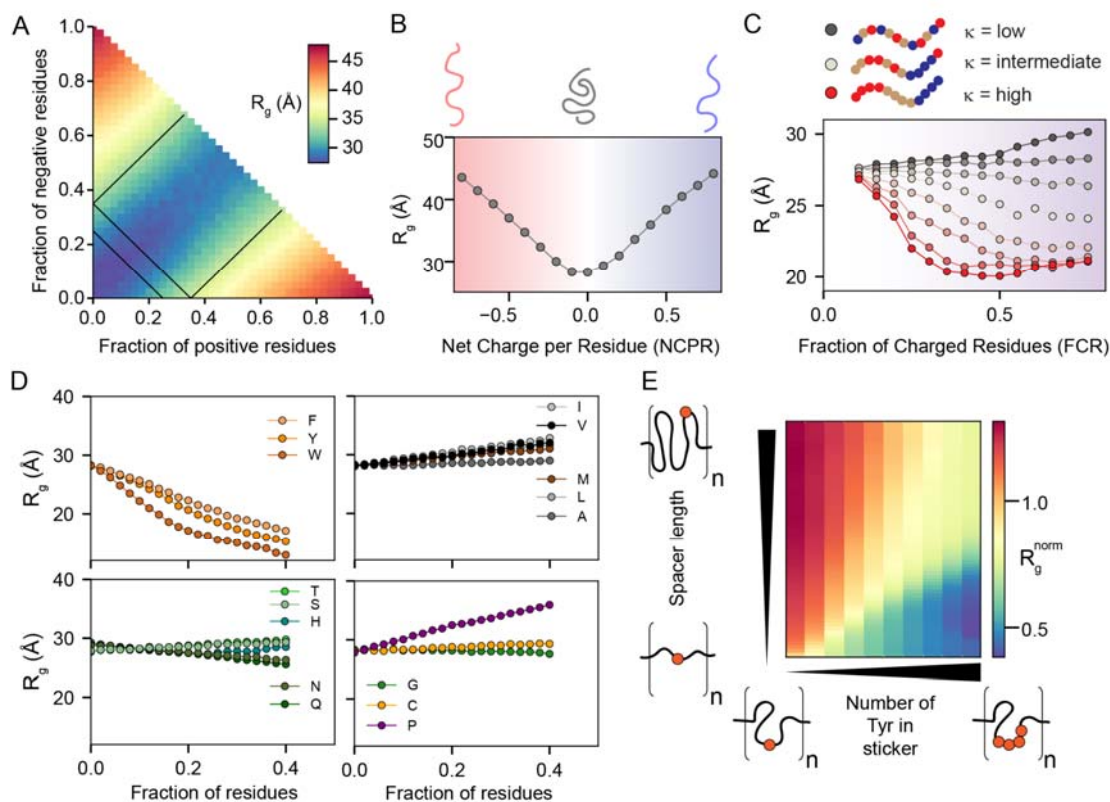 A
1.0
0.8
0.6
0.4
0.2
0.0
Fraction of negative residues
0.0 0.2 0.4 0.6 0.8 1.0
Fraction of positive residues
Rg (Å)
45
40
35
30
B
50
40
30
Rg (Å)
−0.5 0.0 0.5
Net Charge per Residue (NCPR)
C
κ = low
κ = intermediate
κ = high
30
25
20
Rg (Å)
0.0 0.5
Fraction of Charged Residues (FCR)
D
40
30
20
Rg (Å)
F
Y
W
I
V
M
L
A
40
30
20
Rg (Å)
T
S
H
N
Q
G
C
P
0.0 0.2 0.4
Fraction of residues
0.0 0.2 0.4
Fraction of residues
E
n
Spacer length
n
1.0
0.5
Rg norm
n
Number of
Tyr in
sticker
n